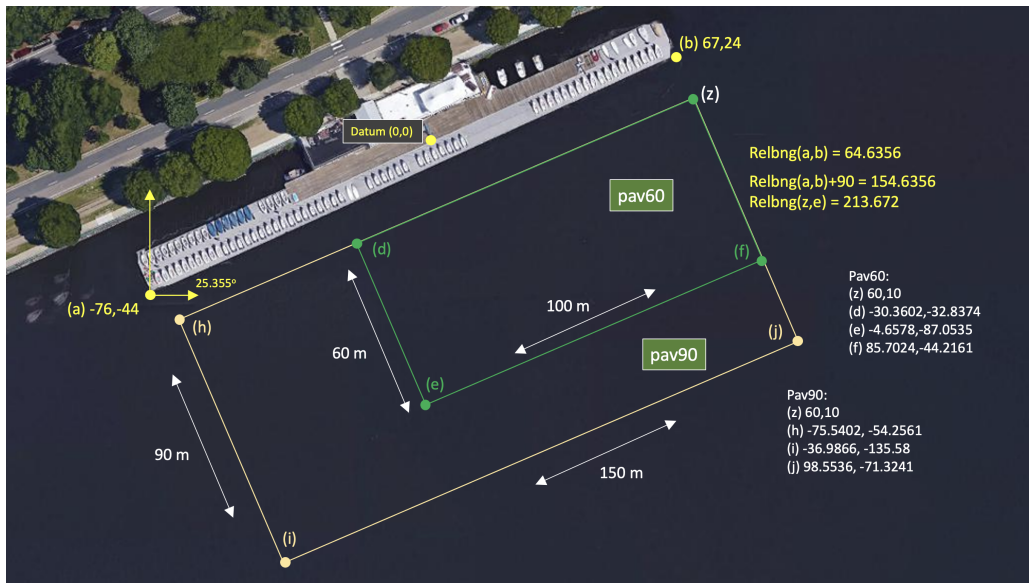 (b) 67,24
(z)
Datum (0,0)
Relbng(a,b) = 64.6356
Relbng(a,b)+90 = 154.6356
Relbng(z,e) = 213.672
pav60
(d)
(f)
25.355º
(a) -76,-44
(h)
100 m
60 m
(j)
pav90
(e)
Pav60:
(z) 60,10
(d) -30.3602,-32.8374
(e) -4.6578,-87.0535
(f) 85.7024,-44.2161
90 m
150 m
(i)
Pav90:
(z) 60,10
(h) -75.5402, -54.2561
(i) -36.9866, -135.58
(j) 98.5536, -71.3241